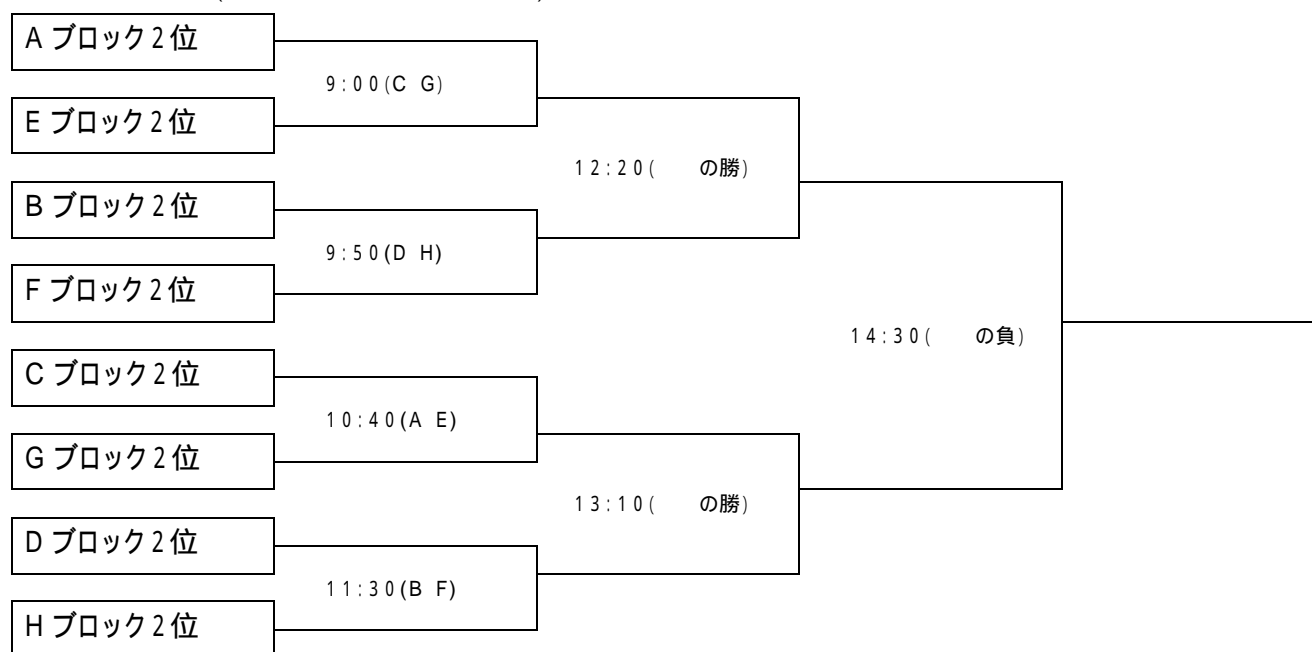 A ブロック2位
9:00(C G)
E ブロック2位
12:20(　　の勝)
B ブロック2位
9:50(D H)
F ブロック2位
14:30(　　の負)
C ブロック2位
10:40(A E)
G ブロック2位
13:10(　　の勝)
D ブロック2位
11:30(B F)
H ブロック2位